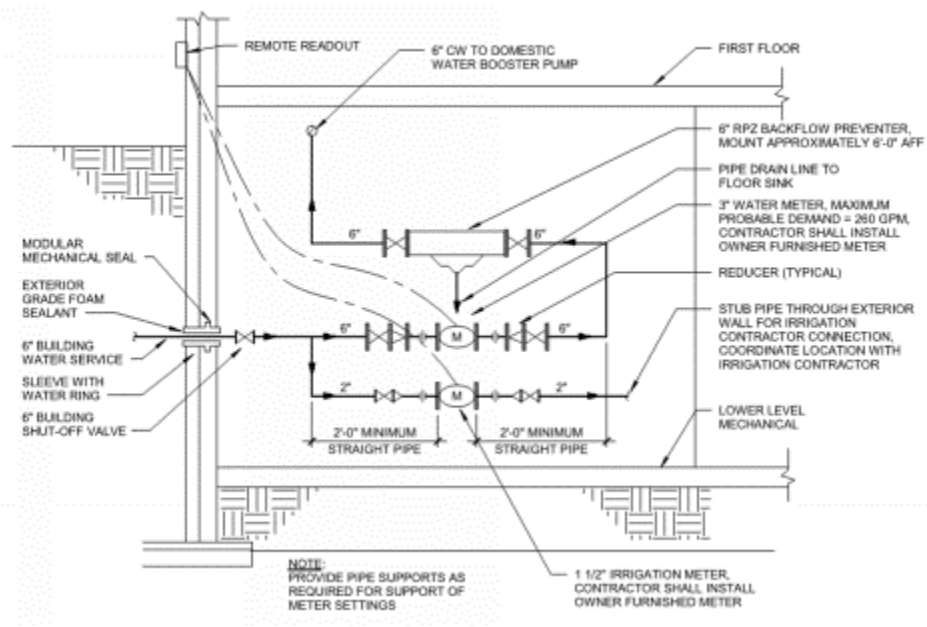 REMOTE READOUT
6" CW TO DOMESTIC
WATER BOOSTER PUMP
FIRST FLOOR
6" RPZ BACKFLOW PREVENTER,
MOUNT APPROXIMATELY 6'-0" AFF
PIPE DRAIN LINE TO
FLOOR SINK
3" WATER METER, MAXIMUM
PROBABLE DEMAND = 260 GPM,
CONTRACTOR SHALL INSTALL
OWNER FURNISHED METER
REDUCER (TYPICAL)
STUB PIPE THROUGH EXTERIOR
WALL FOR IRRIGATION
CONTRACTOR CONNECTION,
COORDINATE LOCATION WITH
IRRIGATION CONTRACTOR
LOWER LEVEL
MECHANICAL
MODULAR
MECHANICAL SEAL
EXTERIOR
GRADE FOAM
SEALANT
6" BUILDING
WATER SERVICE
SLEEVE WITH
WATER RING
6" BUILDING
SHUT-OFF VALVE
6"
6"
6"
M
6"
2"
M
2"
2'-0" MINIMUM
STRAIGHT PIPE
2'-0" MINIMUM
STRAIGHT PIPE
NOTE:
PROVIDE PIPE SUPPORTS AS
REQUIRED FOR SUPPORT OF
METER SETTINGS
1 1/2" IRRIGATION METER,
CONTRACTOR SHALL INSTALL
OWNER FURNISHED METER